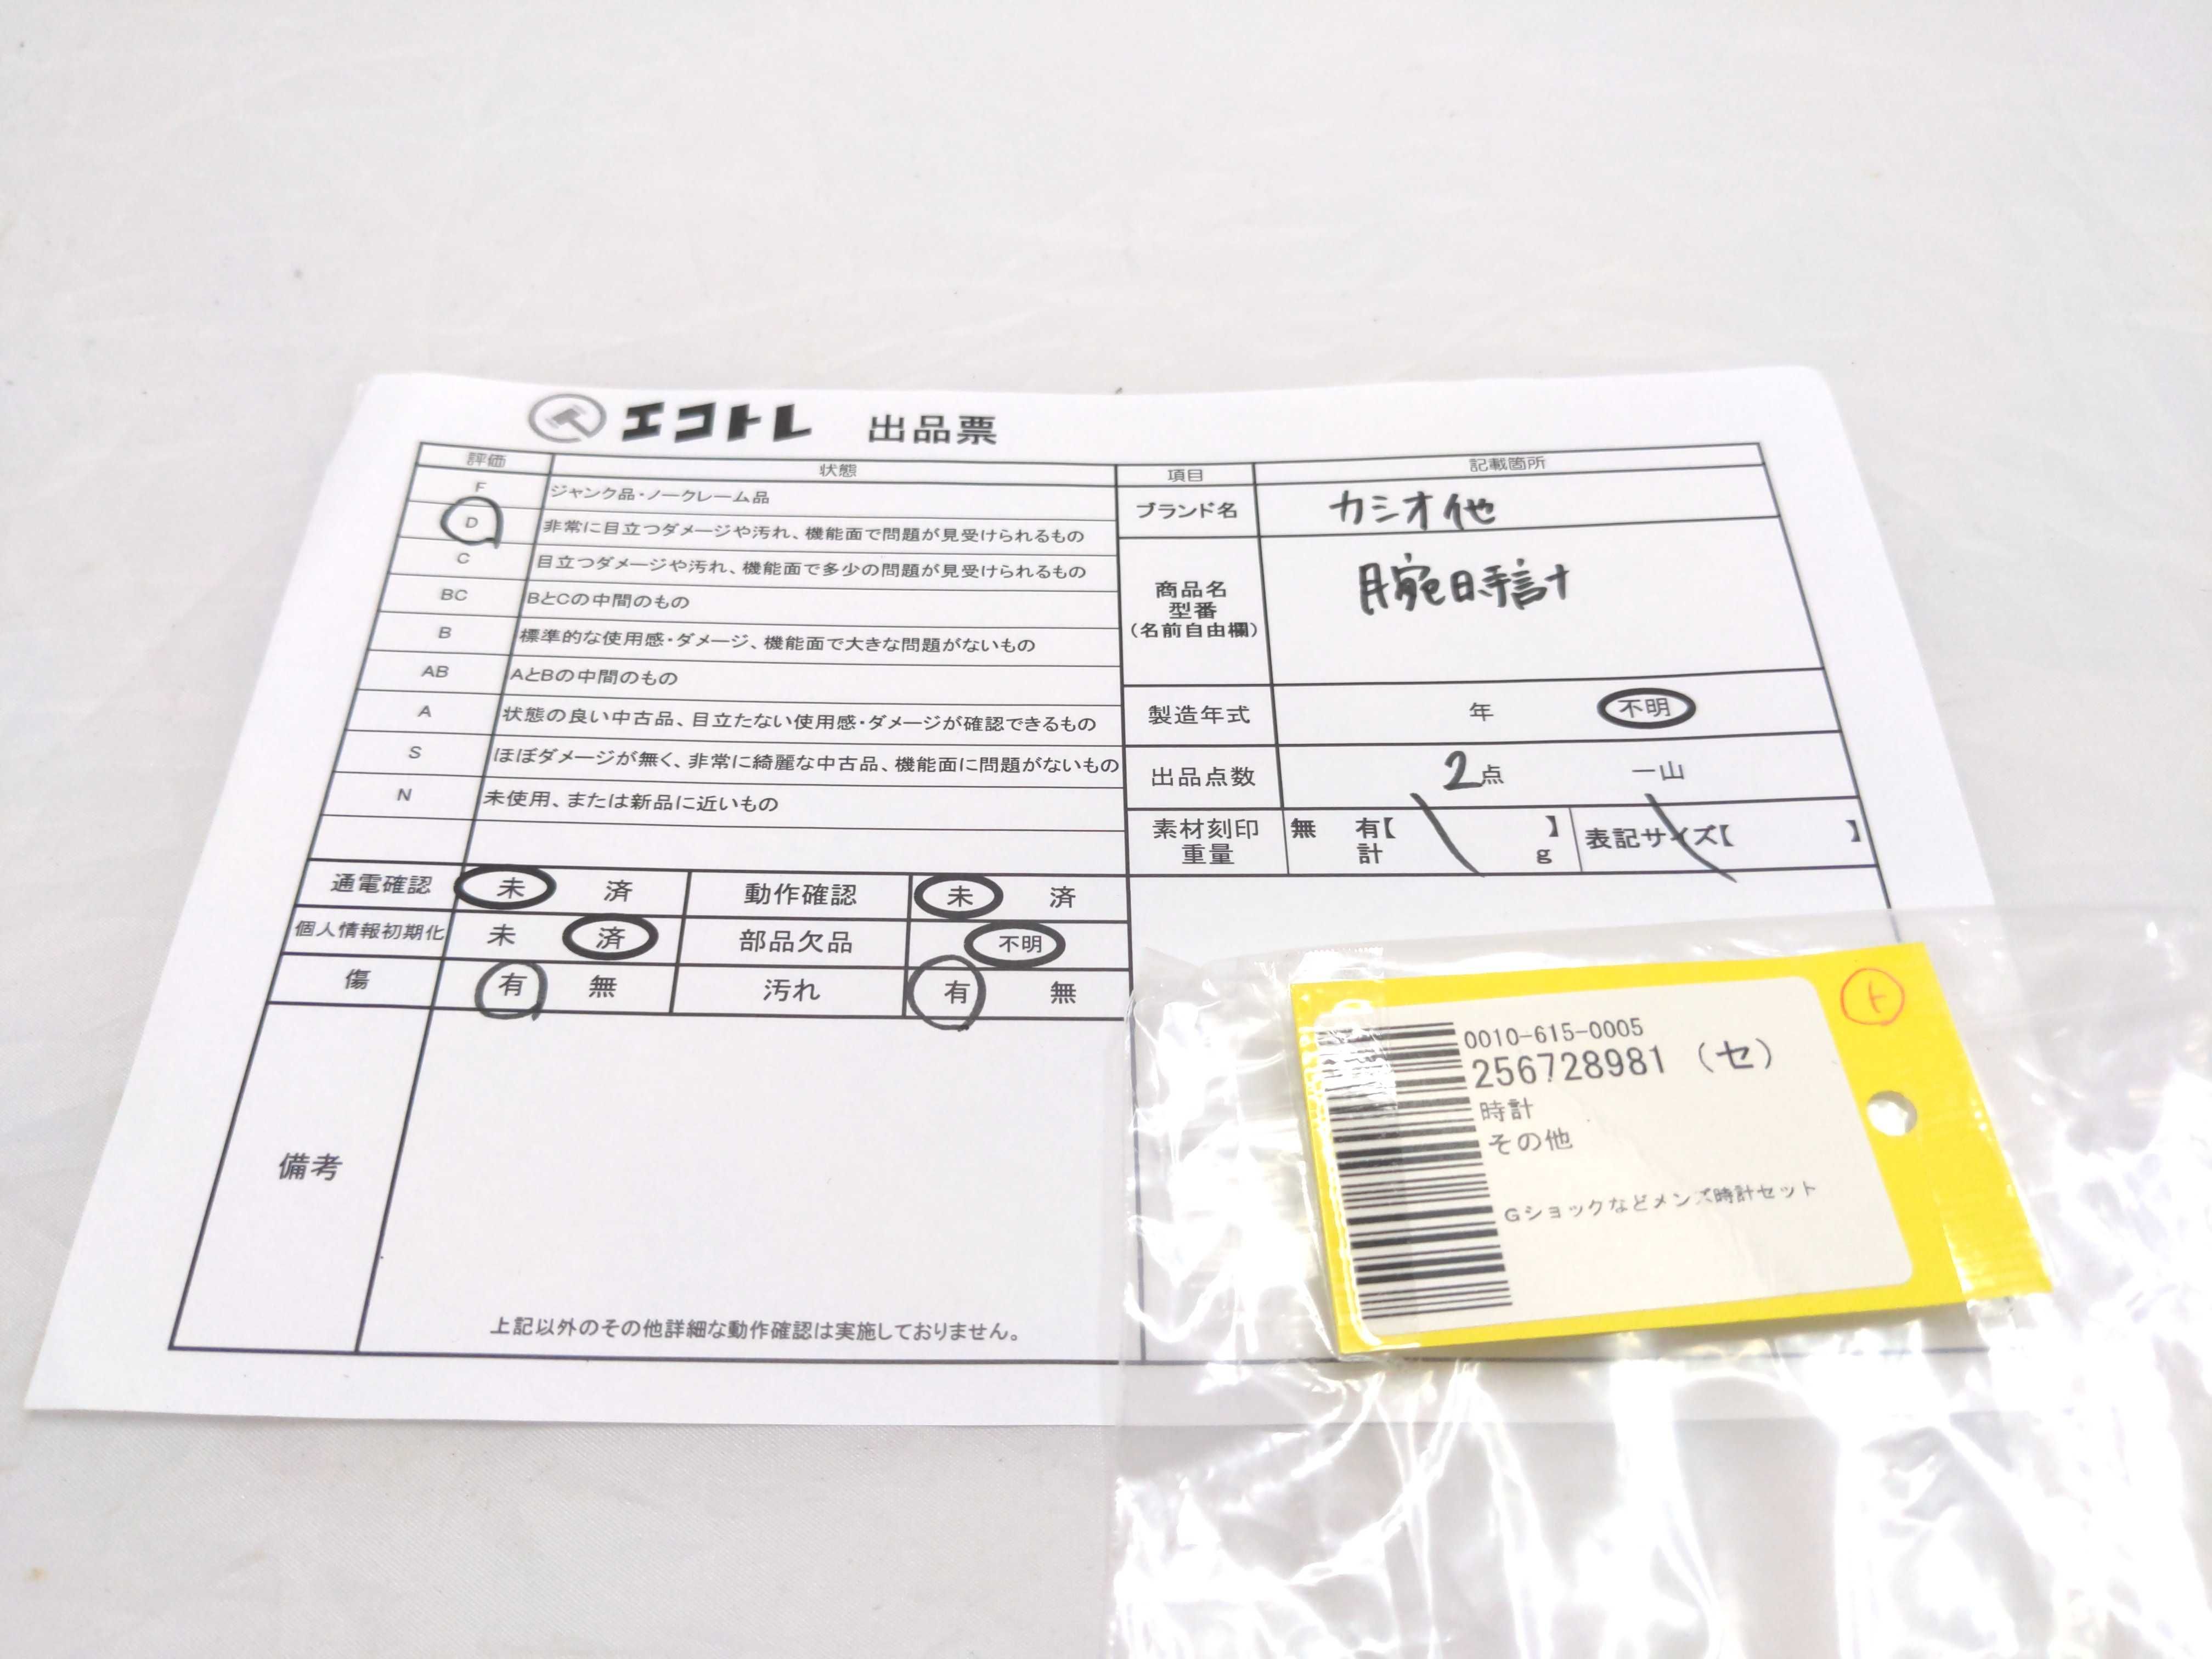 エコトレ 出品票
評価 状態 項目 記載箇所
F ジャンク品・ノークレーム品
D 非常に目立つダメージや汚れ、機能面で問題が見受けられるもの
C 目立つダメージや汚れ、機能面で多少の問題が見受けられるもの
BC BとCの中間のもの
B 標準的な使用感・ダメージ、機能面で大きな問題がないもの
AB AとBの中間のもの
A 状態の良い中古品、目立たない使用感・ダメージが確認できるもの
S ほぼダメージが無く、非常に綺麗な中古品、機能面に問題がないもの
N 未使用、または新品に近いもの
ブランド名 カシオ他
商品名
型番
(名前自由欄)
腕時計
製造年式 年 不明
出品点数 2点 一山
素材刻印 無 有【 】
重量 計 g
表記サイズ【 】
通電確認 未 済 動作確認 未 済
個人情報初期化 未 済 部品欠品 不明
傷 有 無 汚れ 有 無
備考
上記以外のその他詳細な動作確認は実施しておりません。
ト
0010-615-0005
256728981 (セ)
時計
その他
Gショックなどメンズ時計セット